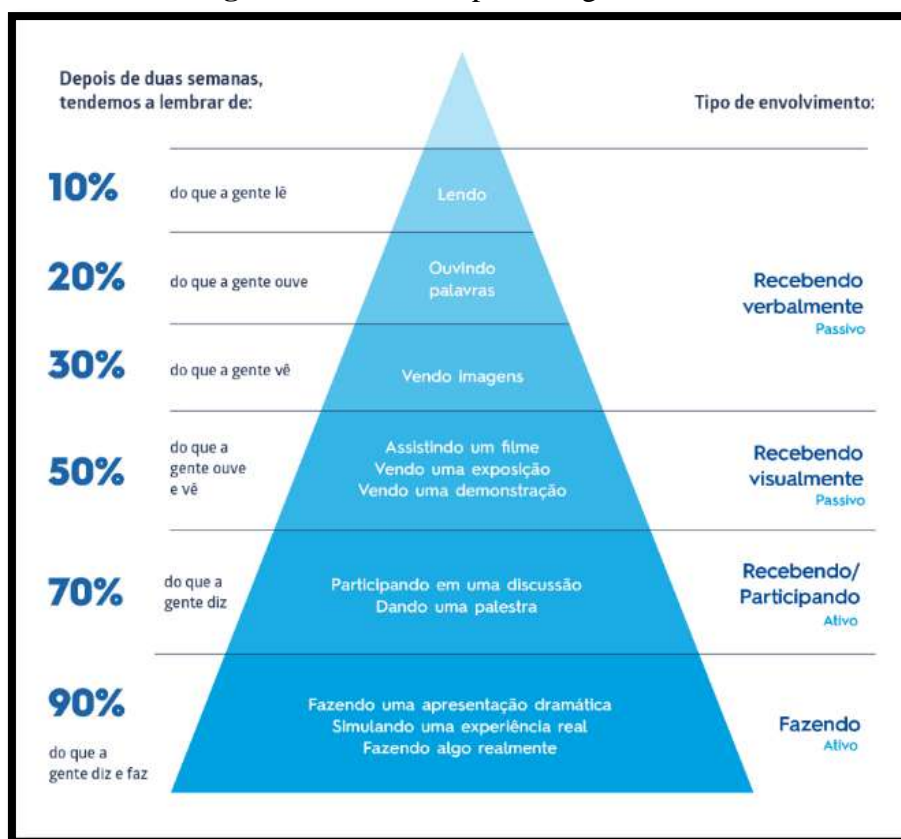 Depois de duas semanas,
tendemos a lembrar de:
Tipo de envolvimento:
10%
do que a gente lê
Lendo
20%
do que a gente ouve
Ouvindo
palavras
Recebendo
verbalmente
Passivo
30%
do que a gente vê
Vendo imagens
50%
do que a
gente ouve
e vê
Assistindo um filme
Vendo uma exposição
Vendo uma demonstração
Recebendo
visualmente
Passivo
70%
do que a
gente diz
Participando em uma discussão
Dando uma palestra
Recebendo/
Participando
Ativo
90%
do que a
gente diz e faz
Fazendo uma apresentação dramática
Simulando uma experiência real
Fazendo algo realmente
Fazendo
Ativo